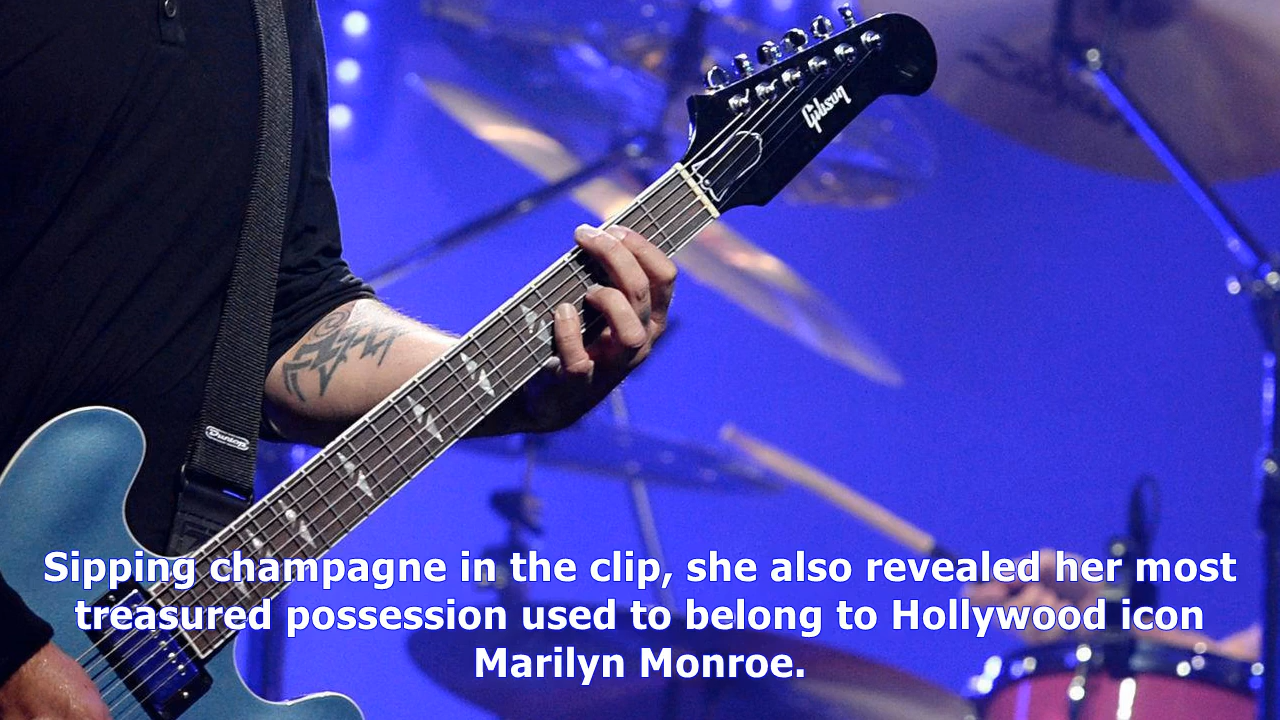 Gibson
Dunlop
Sipping champagne in the clip, she also revealed her most
treasured possession used to belong to Hollywood icon
Marilyn Monroe.